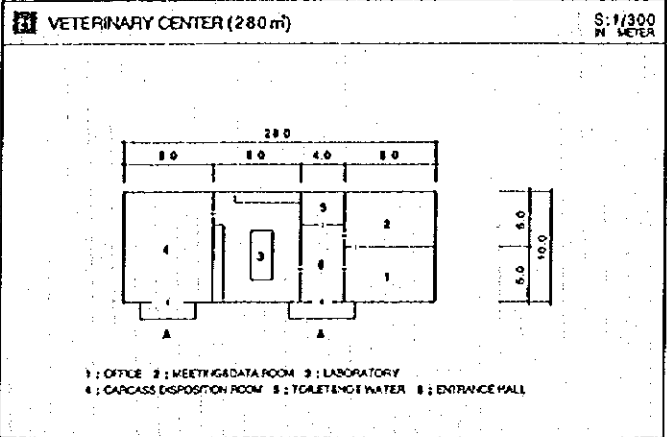 21 VETERINARY CENTER (280㎡)
S:1/300
IN METER
28.0
8.0 8.0 4.0 8.0
4
3
5
6
2
1
5.0
5.0
10.0
A
A
1 ; OFFICE 2 ; MEETING&DATA ROOM 3 ; LABORATORY
4 ; CARCASS DISPOSITION ROOM 5 ; TOILET&HOT WATER 6 ; ENTRANCE HALL